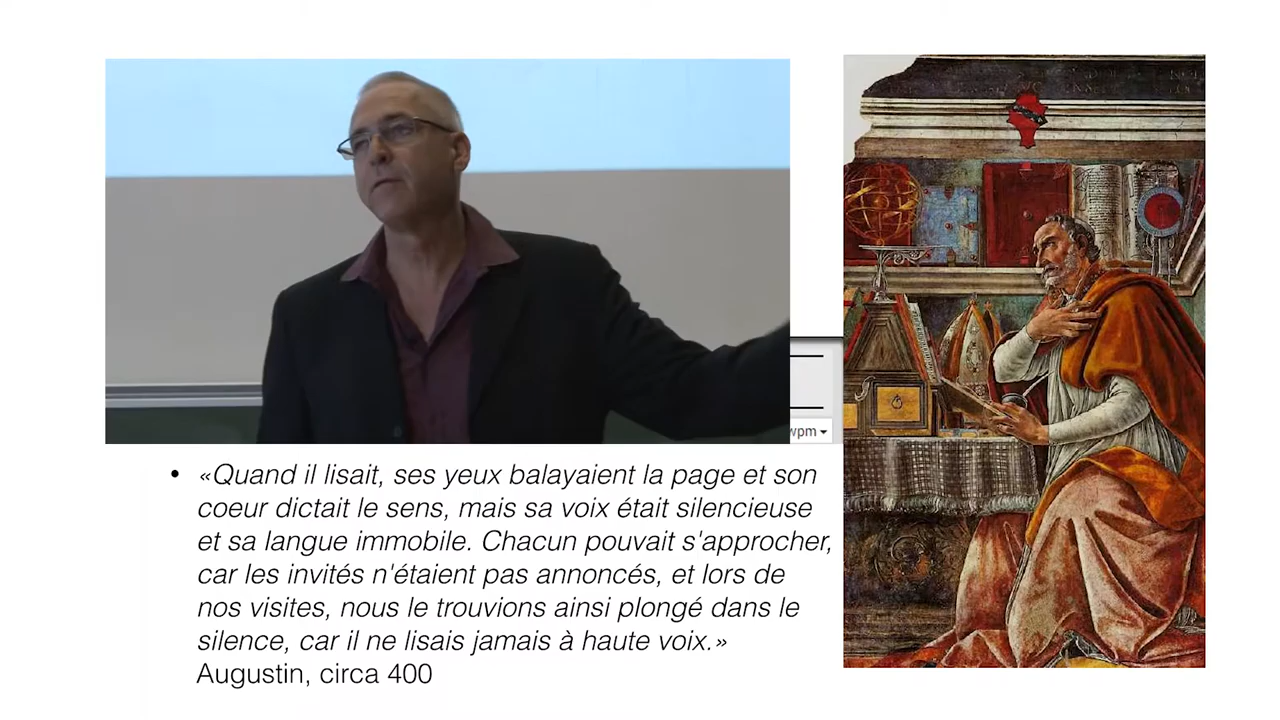 wpm
• «Quand il lisait, ses yeux balayaient la page et son
coeur dictait le sens, mais sa voix était silencieuse
et sa langue immobile. Chacun pouvait s'approcher,
car les invités n'étaient pas annoncés, et lors de
nos visites, nous le trouvions ainsi plongé dans le
silence, car il ne lisais jamais à haute voix.»
Augustin, circa 400